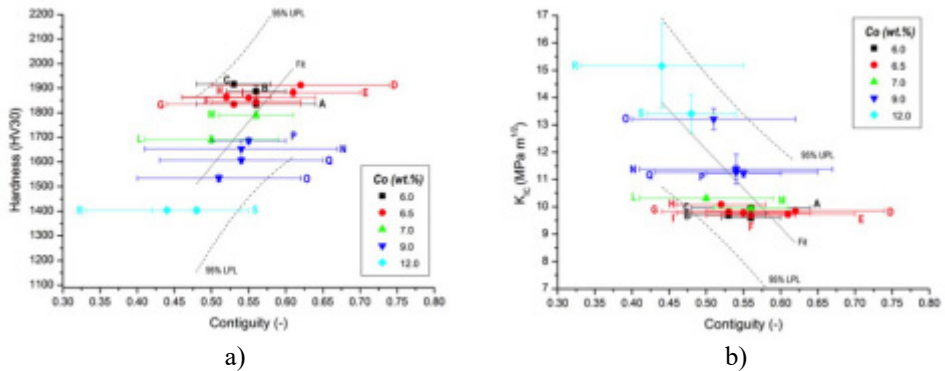 2200
2100
2000
1900
1800
1700
1600
1500
1400
1300
1200
1100
Hardness (HV30)
0.30 0.35 0.40 0.45 0.50 0.55 0.60 0.65 0.70 0.75 0.80
Contiguity (-)
95% UPL
Fit
95% LPL
C
B
D
H
E
G
A
M
L
P
N
Q
O
R
S
Co (wt.%)
6.0
6.5
7.0
9.0
12.0
a)
17
16
15
14
13
12
11
10
9
8
7
K IC (MPa m 1/2)
0.30 0.35 0.40 0.45 0.50 0.55 0.60 0.65 0.70 0.75 0.80
Contiguity (-)
95% UPL
Fit
95% LPL
R
S
O
N
Q
P
L
M
H
A
G
C
D
I
E
F
Co (wt.%)
6.0
6.5
7.0
9.0
12.0
b)